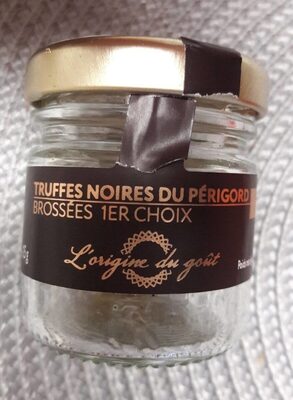 TRUFFES NOIRES DU PÉRIGORD
BROSSÉES 1ER CHOIX
L'origine du goût